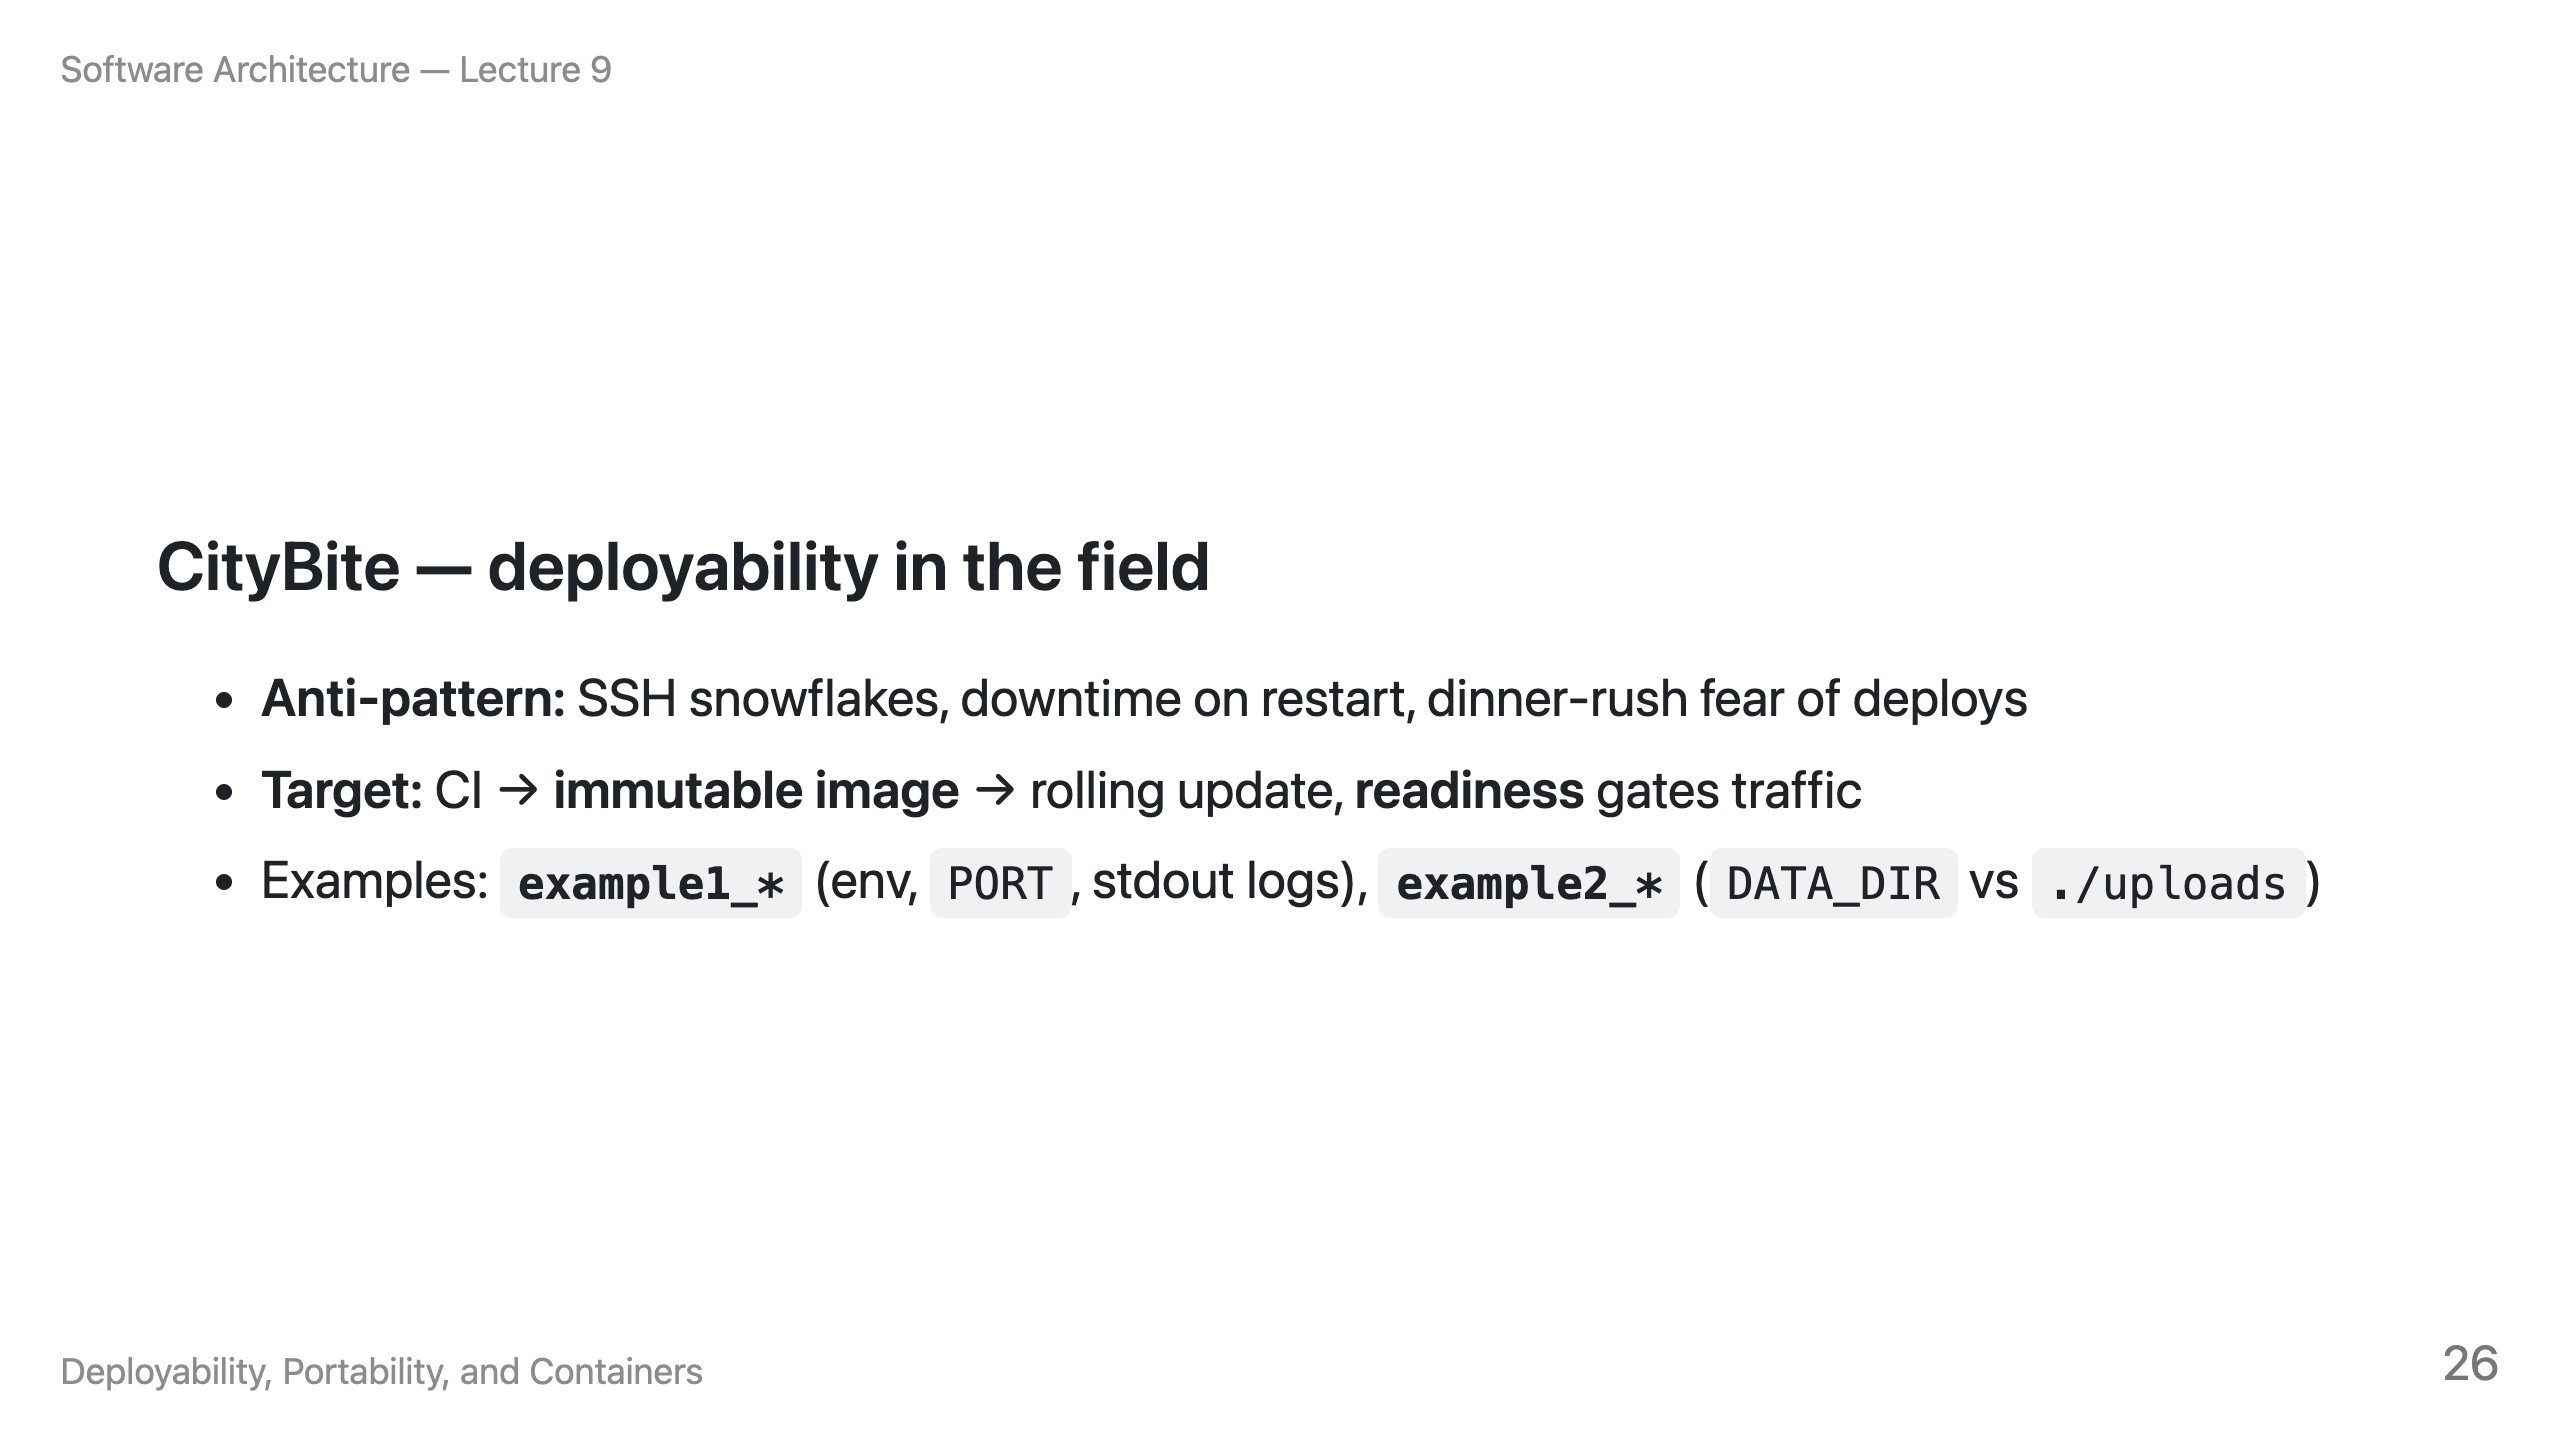 Software Architecture — Lecture 9
CityBite — deployability in the field
• Anti-pattern: SSH snowflakes, downtime on restart, dinner-rush fear of deploys
• Target: CI → immutable image → rolling update, readiness gates traffic
• Examples: example1_* (env, PORT, stdout logs), example2_* (DATA_DIR vs ./uploads)
Deployability, Portability, and Containers
26